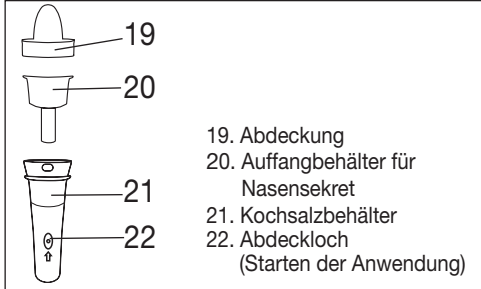 19
20
21
22
19. Abdeckung
20. Auffangbehälter für
Nasensekret
21. Kochsalzbehälter
22. Abdeckloch
(Starten der Anwendung)